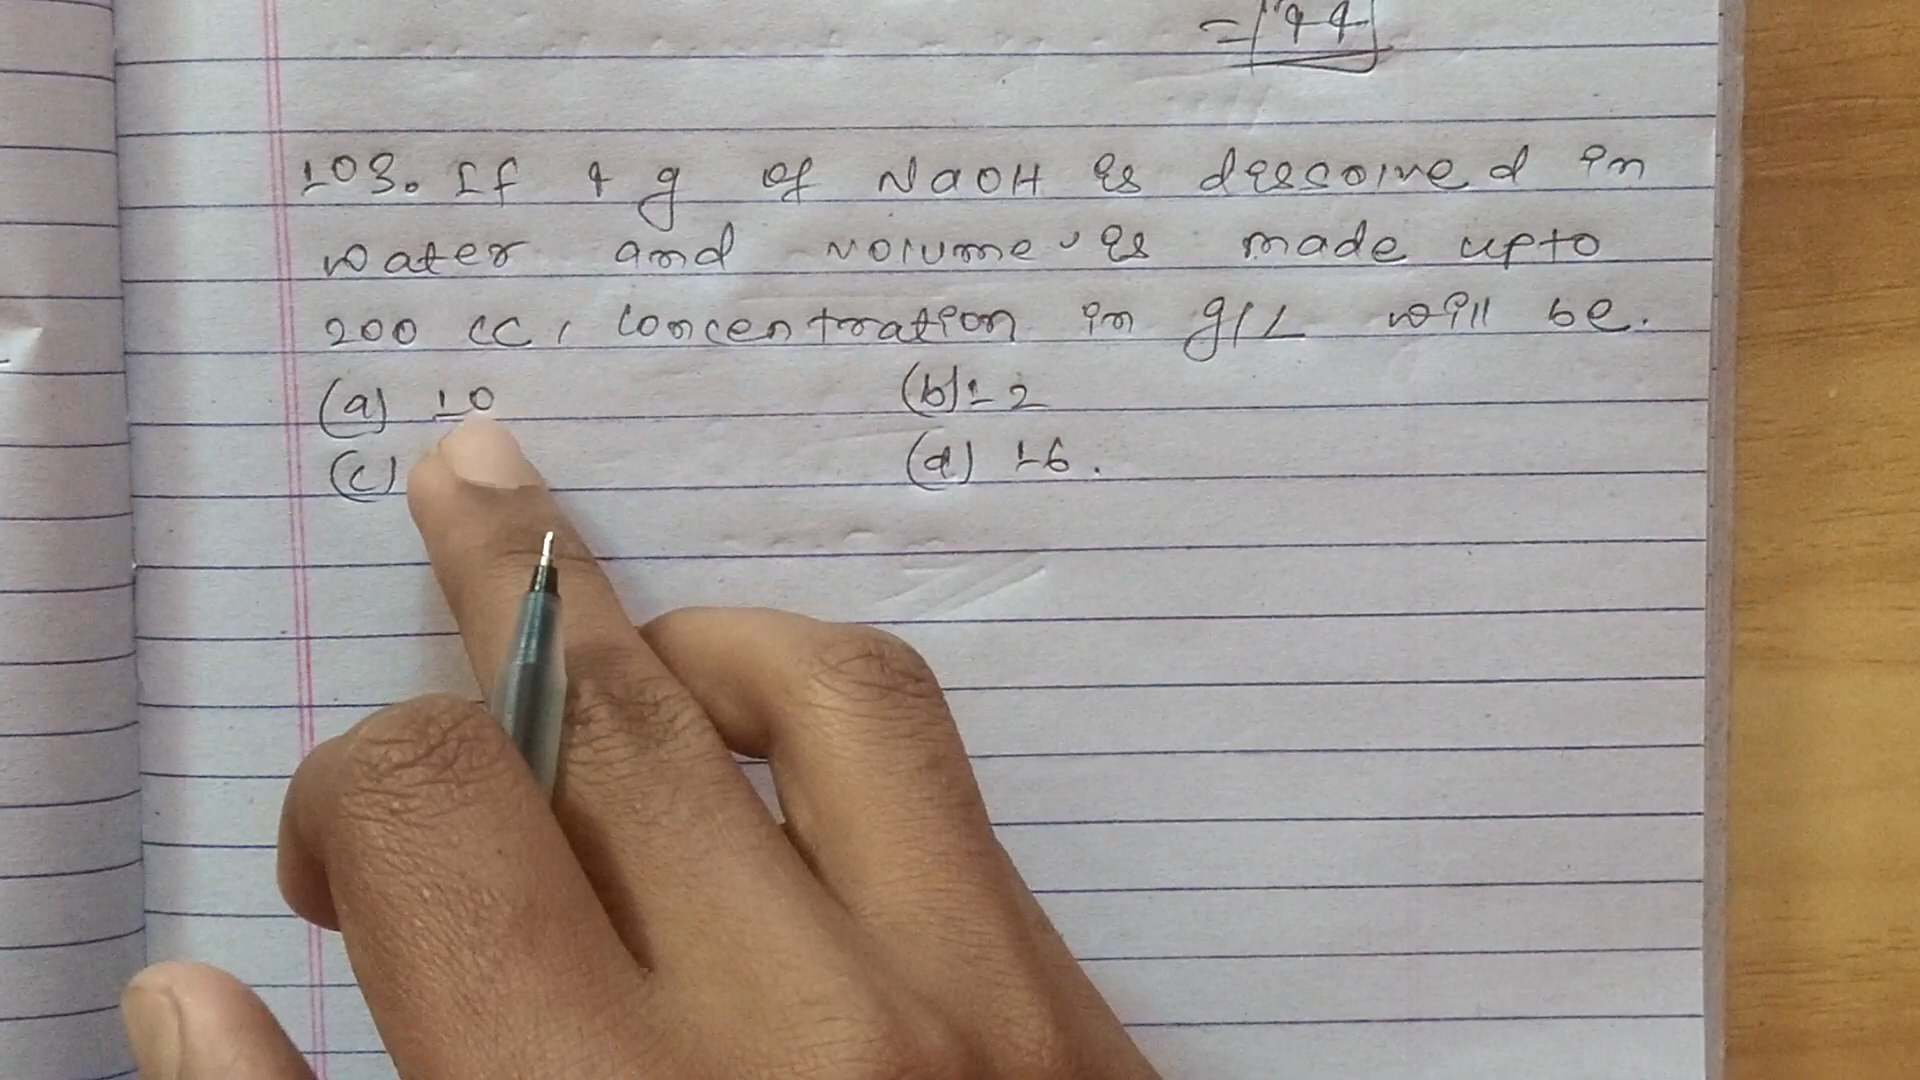 = 44
103. If 4 g of NaOH is dissolved in
water and volume is made upto
200 cc, concentration in g/L will be.
(a) 10 (b) 12
(c) (d) 16.